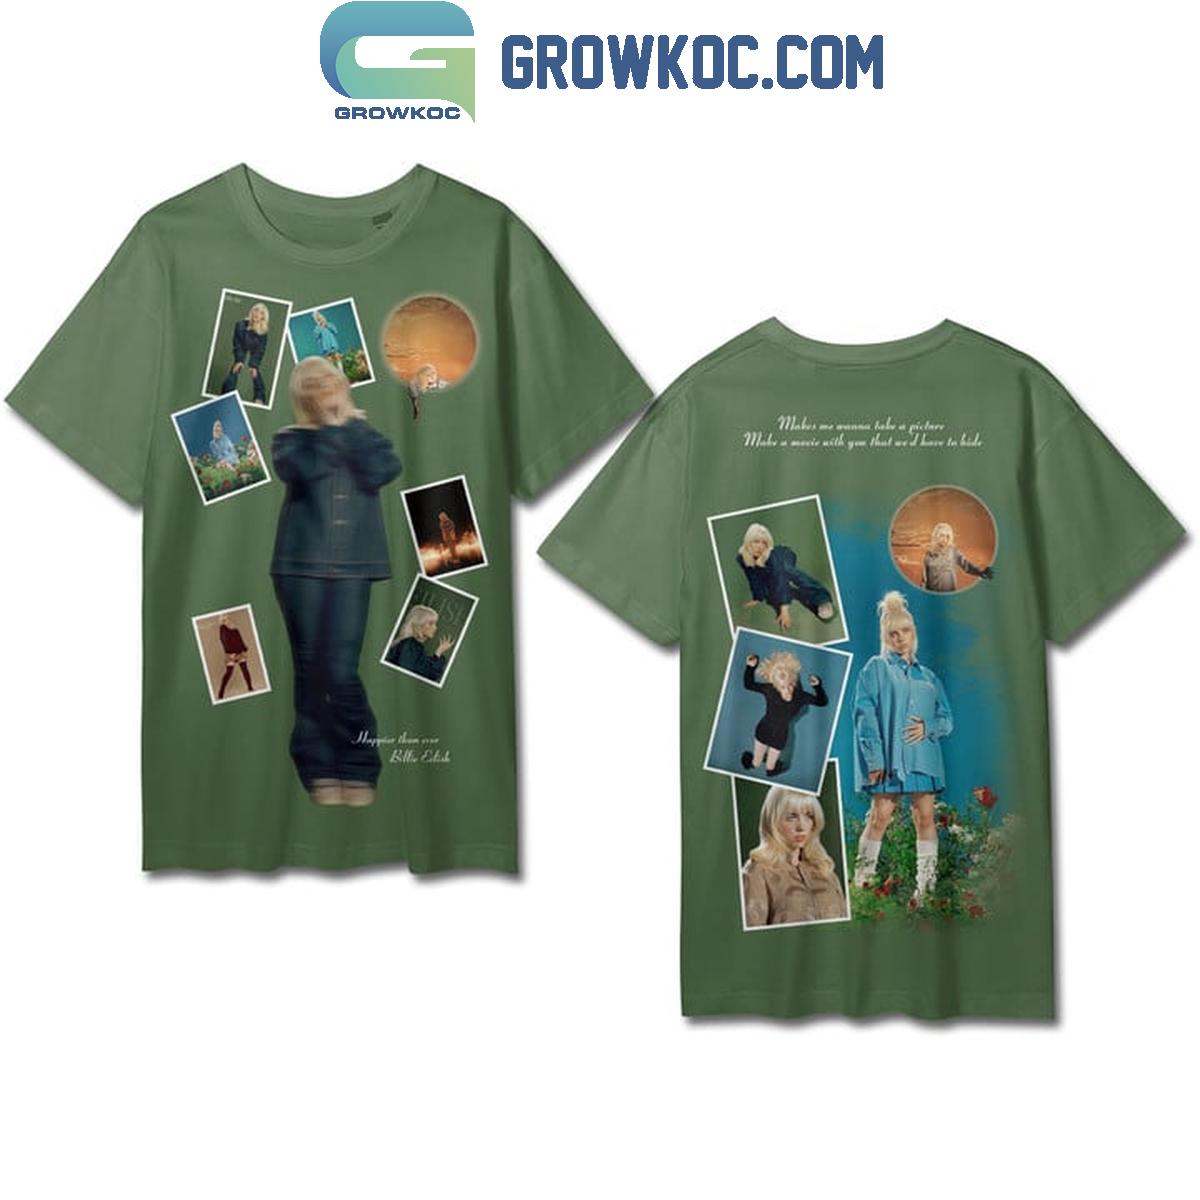 GROWKOC
GROWKOC.COM
Happier than ever
Billie Eilish
Makes me wanna take a picture
Make a movie with you that we'd have to hide